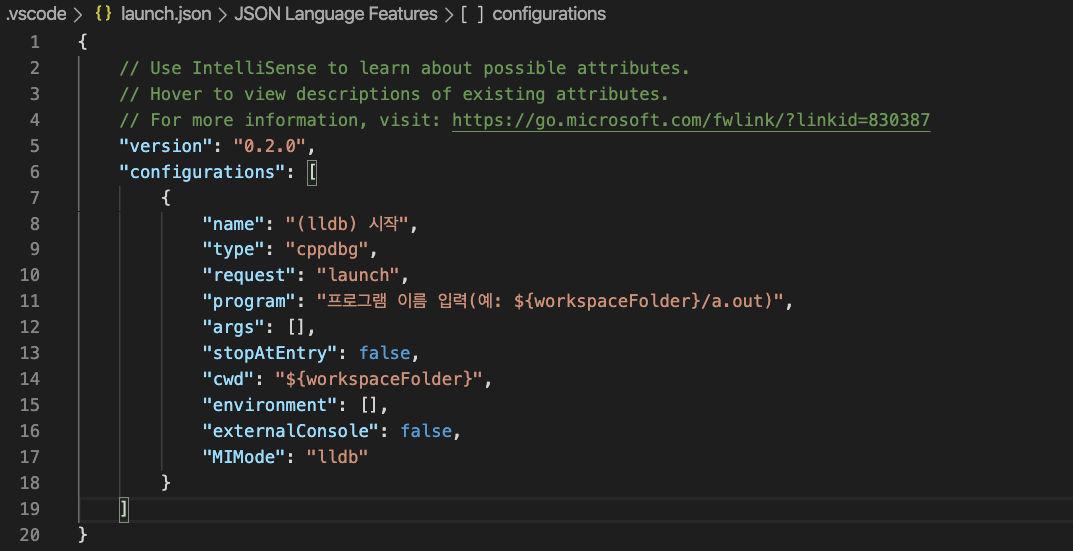 .vscode > {} launch.json > JSON Language Features > [ ] configurations
1 {
2 // Use IntelliSense to learn about possible attributes.
3 // Hover to view descriptions of existing attributes.
4 // For more information, visit: https://go.microsoft.com/fwlink/?linkid=830387
5 "version": "0.2.0",
6 "configurations": [
7 {
8 "name": "(lldb) 시작",
9 "type": "cppdbg",
10 "request": "launch",
11 "program": "프로그램 이름 입력(예: ${workspaceFolder}/a.out)",
12 "args": [],
13 "stopAtEntry": false,
14 "cwd": "${workspaceFolder}",
15 "environment": [],
16 "externalConsole": false,
17 "MIMode": "lldb"
18 }
19 ]
20 }